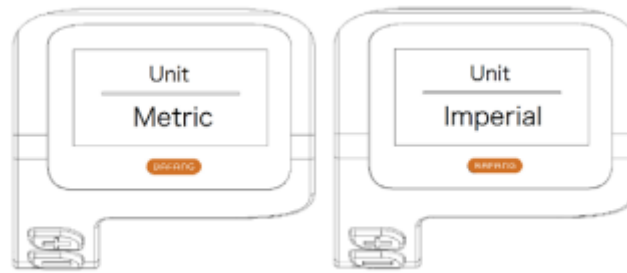 Unit
Metric
BAFANG
Unit
Imperial
BAFANG